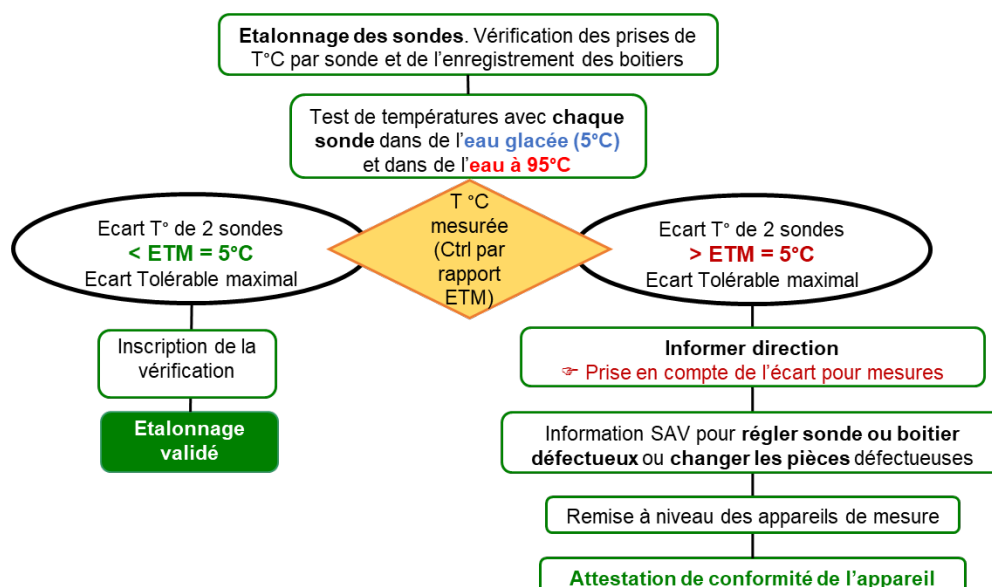 Etalonnage des sondes. Vérification des prises de
T°C par sonde et de l'enregistrement des boitiers
Test de températures avec chaque
sonde dans de l'eau glacée (5°C)
et dans de l'eau à 95°C
T °C
mesurée
(Ctrl par
rapport
ETM)
Ecart T° de 2 sondes
< ETM = 5°C
Ecart Tolérable maximal
Ecart T° de 2 sondes
> ETM = 5°C
Ecart Tolérable maximal
Inscription de la
vérification
Etalonnage
validé
Informer direction
☞ Prise en compte de l'écart pour mesures
Information SAV pour régler sonde ou boitier
défectueux ou changer les pièces défectueuses
Remise à niveau des appareils de mesure
Attestation de conformité de l'appareil